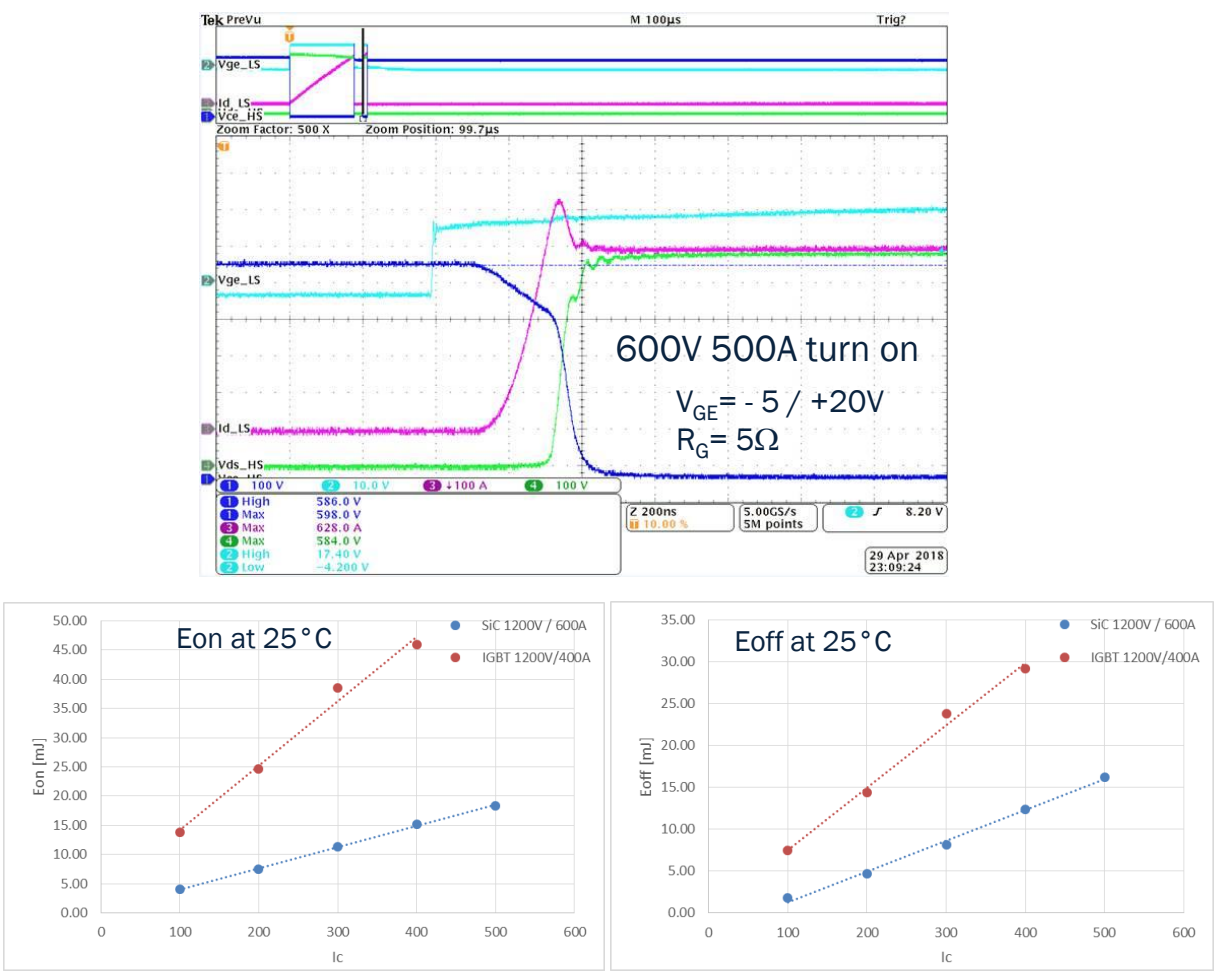 Tek PreVu M 100µs Trig?
Vge_LS
Id_LS
Vce_HS
Zoom Factor: 500 X Zoom Position: 99.7µs
Vge_LS
600V 500A turn on
VGE= - 5 / +20V
RG= 5Ω
Id_LS
Vds_HS
1 100 V 2 10.0 V 3 ↓100 A 4 100 V
1 High 586.0 V
1 Max 598.0 V
3 Max 628.0 A
4 Max 584.0 V
2 High 17.40 V
2 Low −4.200 V
Z 200ns
T 10.00 %
5.00GS/s
5M points
2 8.20 V
29 Apr 2018
23:09:24
Eon at 25°C
SiC 1200V / 600A
IGBT 1200V/400A
50.00
45.00
40.00
35.00
30.00
25.00
20.00
15.00
10.00
5.00
0.00
Eon [mJ]
0 100 200 300 400 500 600
Ic
Eoff at 25°C
SiC 1200V / 600A
IGBT 1200V/400A
35.00
30.00
25.00
20.00
15.00
10.00
5.00
0.00
Eoff [mJ]
0 100 200 300 400 500 600
Ic